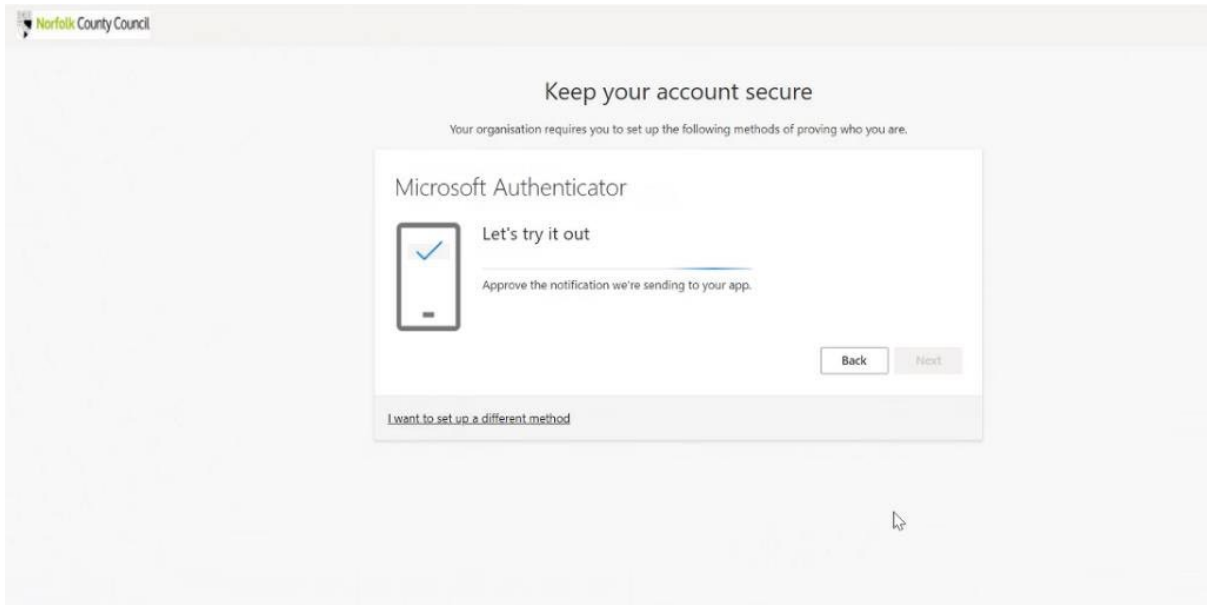 Norfolk County Council
Keep your account secure
Your organisation requires you to set up the following methods of proving who you are.
Microsoft Authenticator
Let's try it out
Approve the notification we're sending to your app.
Back
Next
I want to set up a different method